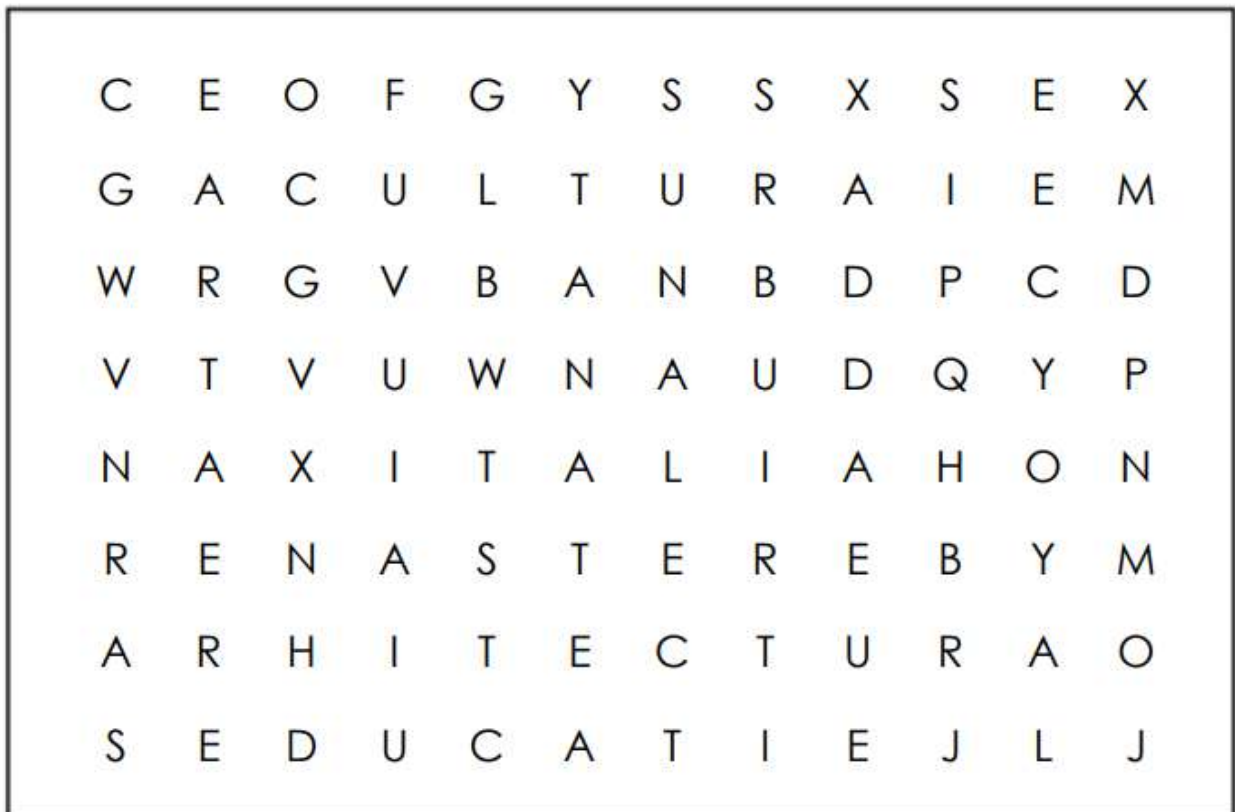 C E O F G Y S S X S E X
G A C U L T U R A I E M
W R G V B A N B D P C D
V T V U W N A U D Q Y P
N A X I T A L I A H O N
R E N A S T E R E B Y M
A R H I T E C T U R A O
S E D U C A T I E J L J